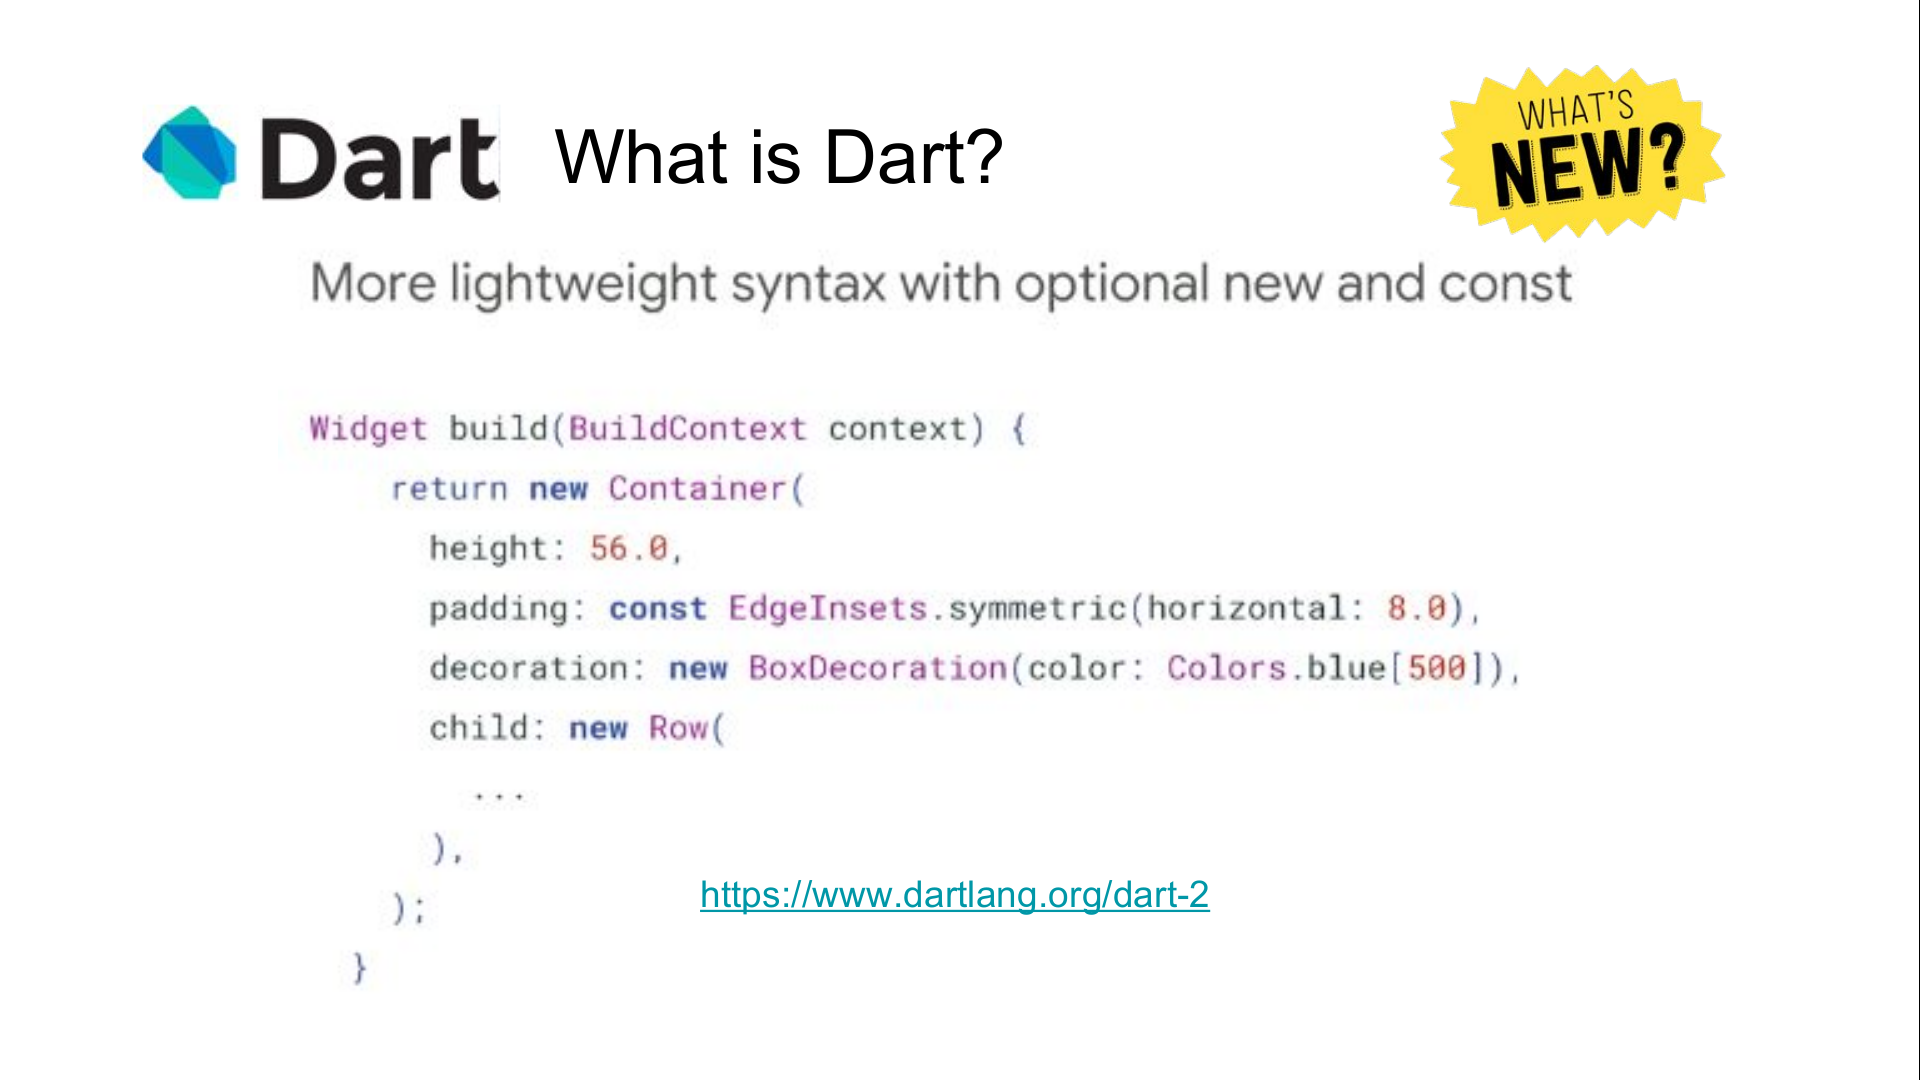 Dart What is Dart?
WHAT'S
NEW?
More lightweight syntax with optional new and const
Widget build(BuildContext context) {
return new Container(
height: 56.0,
padding: const EdgeInsets.symmetric(horizontal: 8.0),
decoration: new BoxDecoration(color: Colors.blue[500]),
child: new Row(
...
),
);
https://www.dartlang.org/dart-2
}